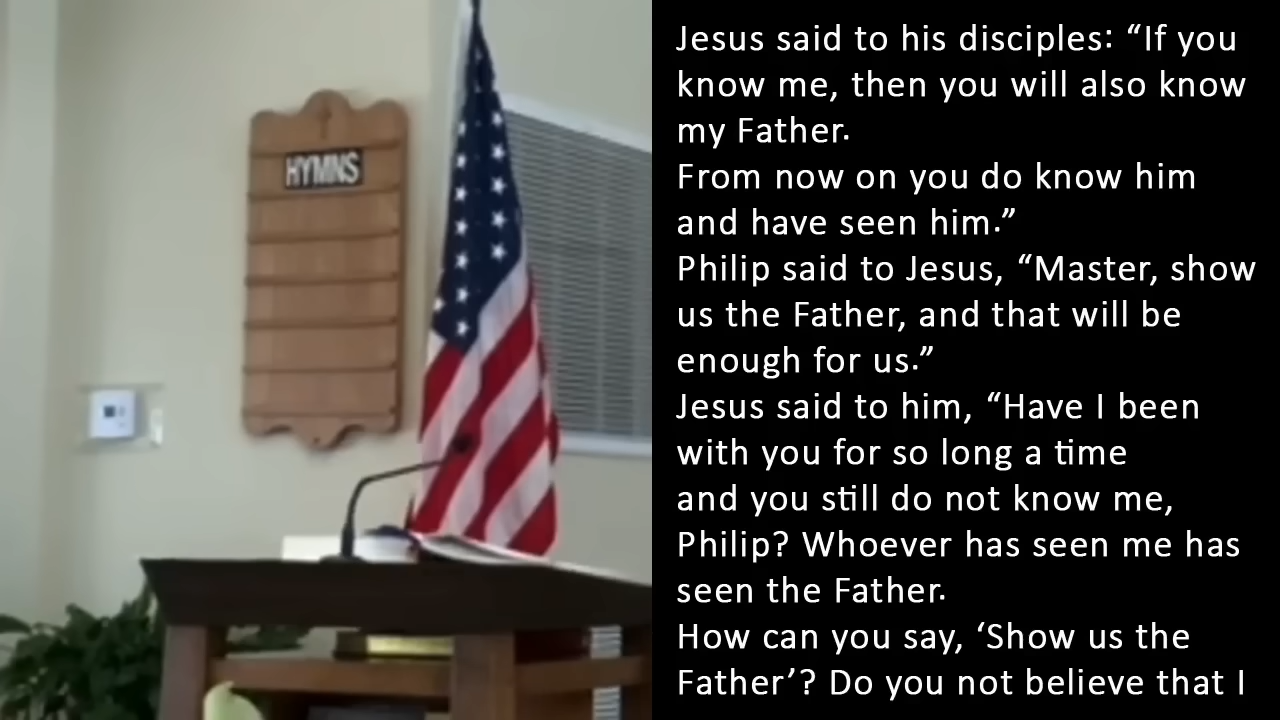 HYMNS
Jesus said to his disciples: “If you
know me, then you will also know
my Father.
From now on you do know him
and have seen him.”
Philip said to Jesus, “Master, show
us the Father, and that will be
enough for us.”
Jesus said to him, “Have I been
with you for so long a time
and you still do not know me,
Philip? Whoever has seen me has
seen the Father.
How can you say, ‘Show us the
Father’? Do you not believe that I